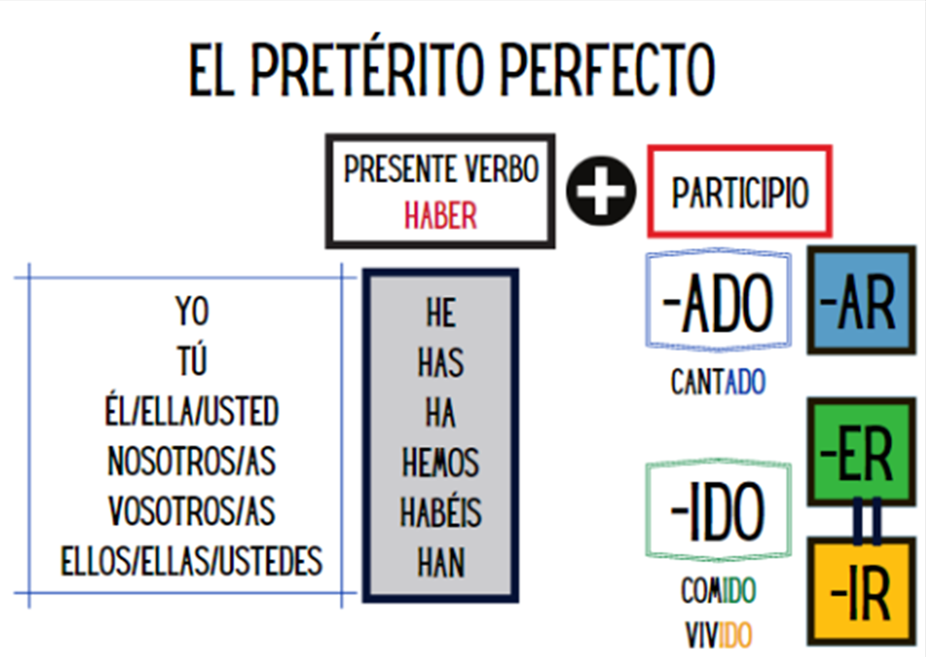 EL PRETÉRITO PERFECTO
PRESENTE VERBO
HABER
PARTICIPIO
YO
TÚ
ÉL/ELLA/USTED
NOSOTROS/AS
VOSOTROS/AS
ELLOS/ELLAS/USTEDES
HE
HAS
HA
HEMOS
HABÉIS
HAN
-ADO
-AR
CANTADO
-IDO
-ER
-IR
COMIDO
VIVIDO